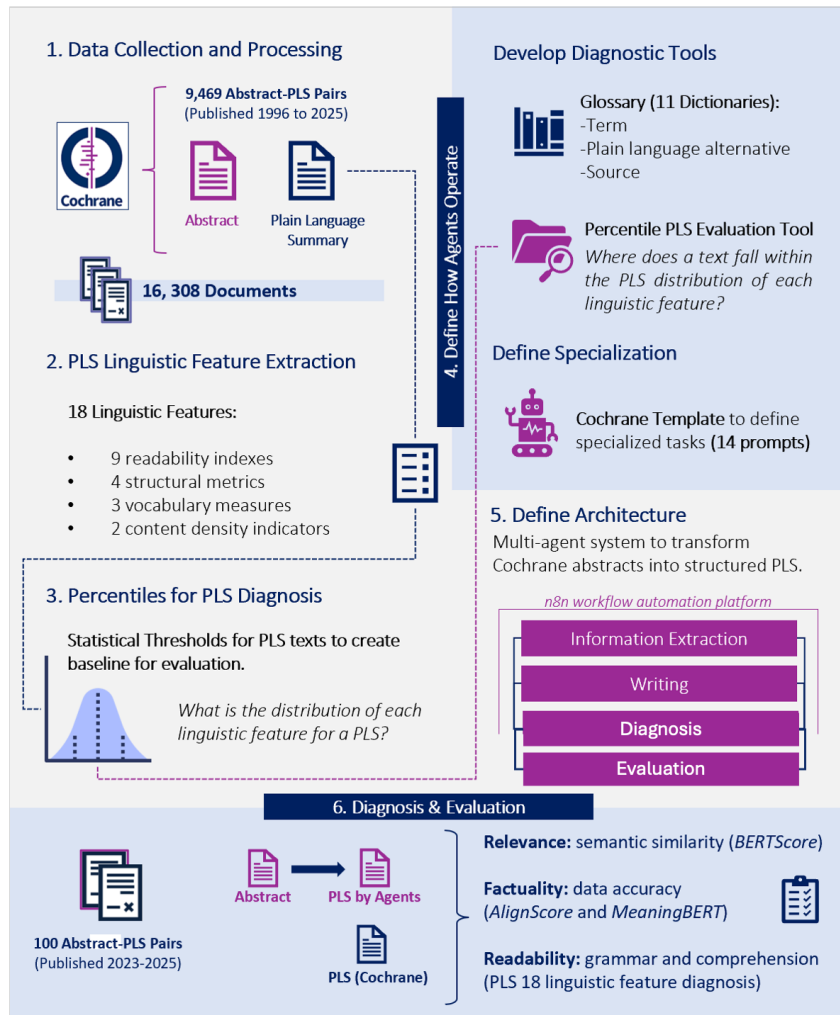 1. Data Collection and Processing
9,469 Abstract-PLS Pairs
(Published 1996 to 2025)
Cochrane
Abstract
Plain Language
Summary
16, 308 Documents
2. PLS Linguistic Feature Extraction
18 Linguistic Features:
• 9 readability indexes
• 4 structural metrics
• 3 vocabulary measures
• 2 content density indicators
3. Percentiles for PLS Diagnosis
Statistical Thresholds for PLS texts to create
baseline for evaluation.
What is the distribution of each
linguistic feature for a PLS?
4. Define How Agents Operate
Develop Diagnostic Tools
Glossary (11 Dictionaries):
-Term
-Plain language alternative
-Source
Percentile PLS Evaluation Tool
Where does a text fall within
the PLS distribution of each
linguistic feature?
Define Specialization
Cochrane Template to define
specialized tasks (14 prompts)
5. Define Architecture
Multi-agent system to transform
Cochrane abstracts into structured PLS.
n8n workflow automation platform
Information Extraction
Writing
Diagnosis
Evaluation
6. Diagnosis & Evaluation
100 Abstract-PLS Pairs
(Published 2023-2025)
Abstract
PLS by Agents
PLS (Cochrane)
Relevance: semantic similarity (BERTScore)
Factuality: data accuracy
(AlignScore and MeaningBERT)
Readability: grammar and comprehension
(PLS 18 linguistic feature diagnosis)